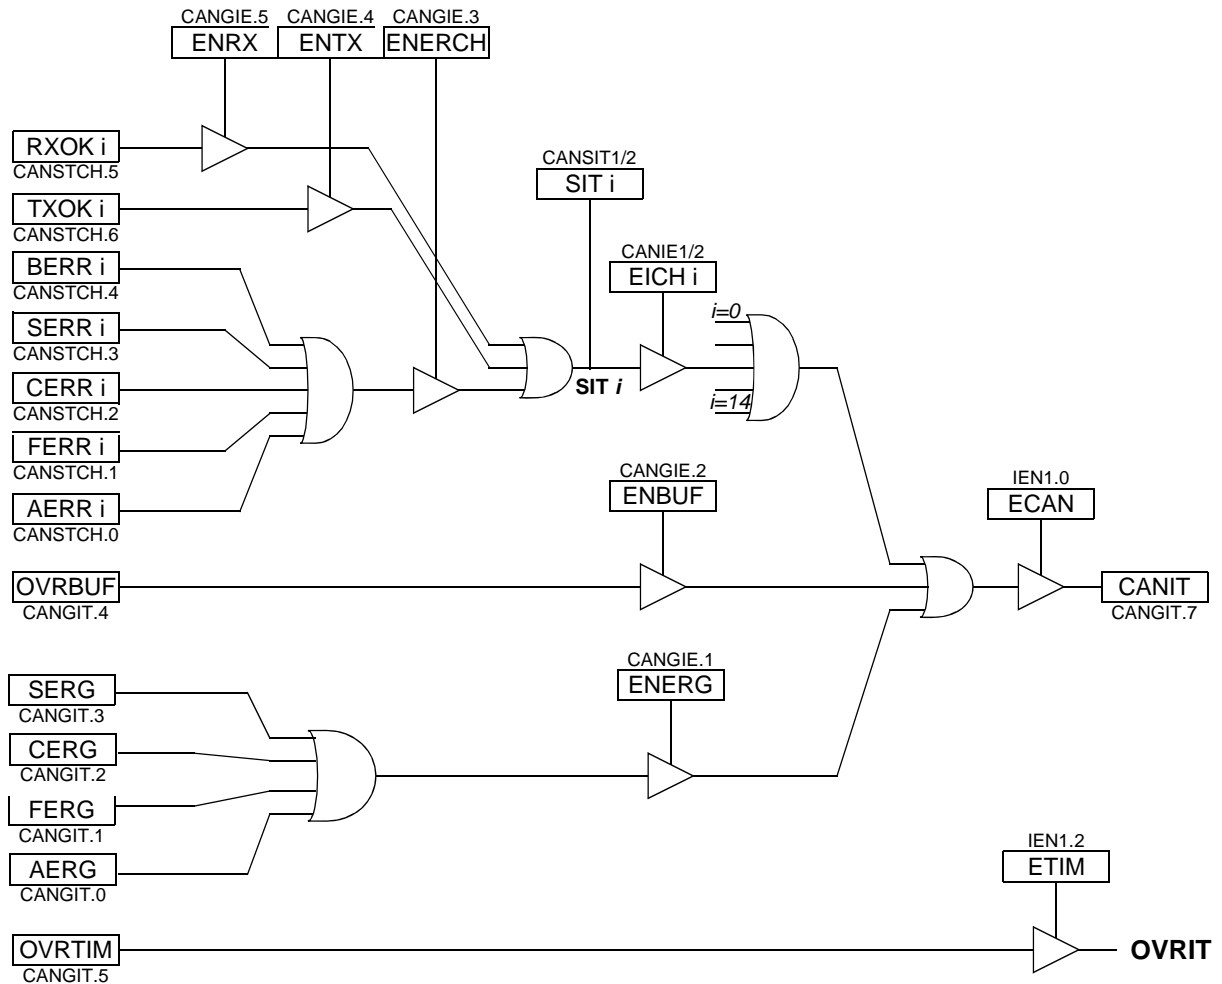 CANGIE.5 CANGIE.4 CANGIE.3
ENRX ENTX ENERCH
RXOK i
CANSTCH.5
TXOK i
CANSTCH.6
BERR i
CANSTCH.4
SERR i
CANSTCH.3
CERR i
CANSTCH.2
FERR i
CANSTCH.1
AERR i
CANSTCH.0
CANSIT1/2
SIT i
SIT i
CANIE1/2
EICH i
i=0
i=14
CANGIE.2
ENBUF
OVRBUF
CANGIT.4
IEN1.0
ECAN
CANIT
CANGIT.7
CANGIE.1
ENERG
SERG
CANGIT.3
CERG
CANGIT.2
FERG
CANGIT.1
AERG
CANGIT.0
IEN1.2
ETIM
OVRTIM
CANGIT.5
OVRIT